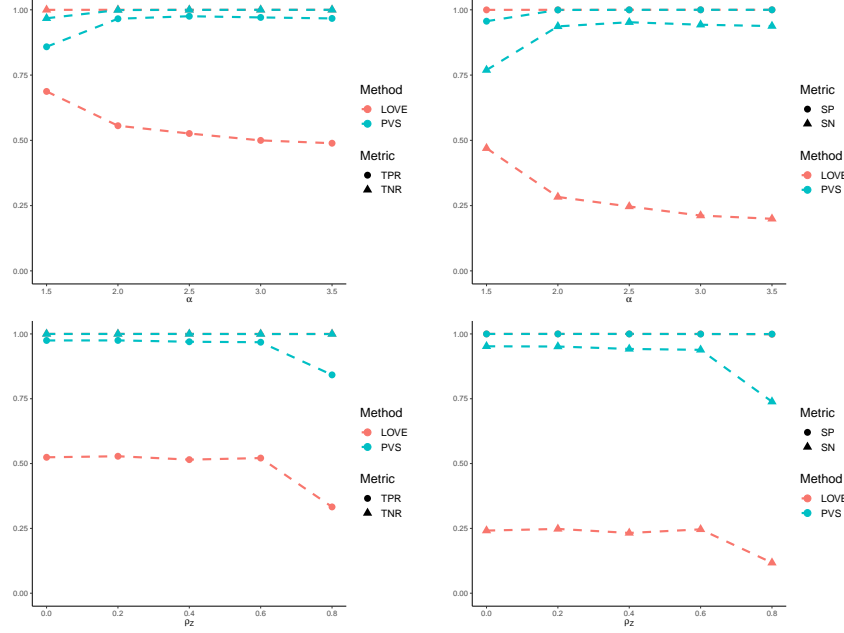 1.00
0.75
0.50
0.25
0.00
1.5
2.0
2.5
3.0
3.5
α
Method
LOVE
PVS
Metric
TPR
TNR
1.00
0.75
0.50
0.25
0.00
1.5
2.0
2.5
3.0
3.5
α
Metric
SP
SN
Method
LOVE
PVS
1.00
0.75
0.50
0.25
0.00
0.0
0.2
0.4
0.6
0.8
ρZ
Method
LOVE
PVS
Metric
TPR
TNR
1.00
0.75
0.50
0.25
0.00
0.0
0.2
0.4
0.6
0.8
ρZ
Metric
SP
SN
Method
LOVE
PVS